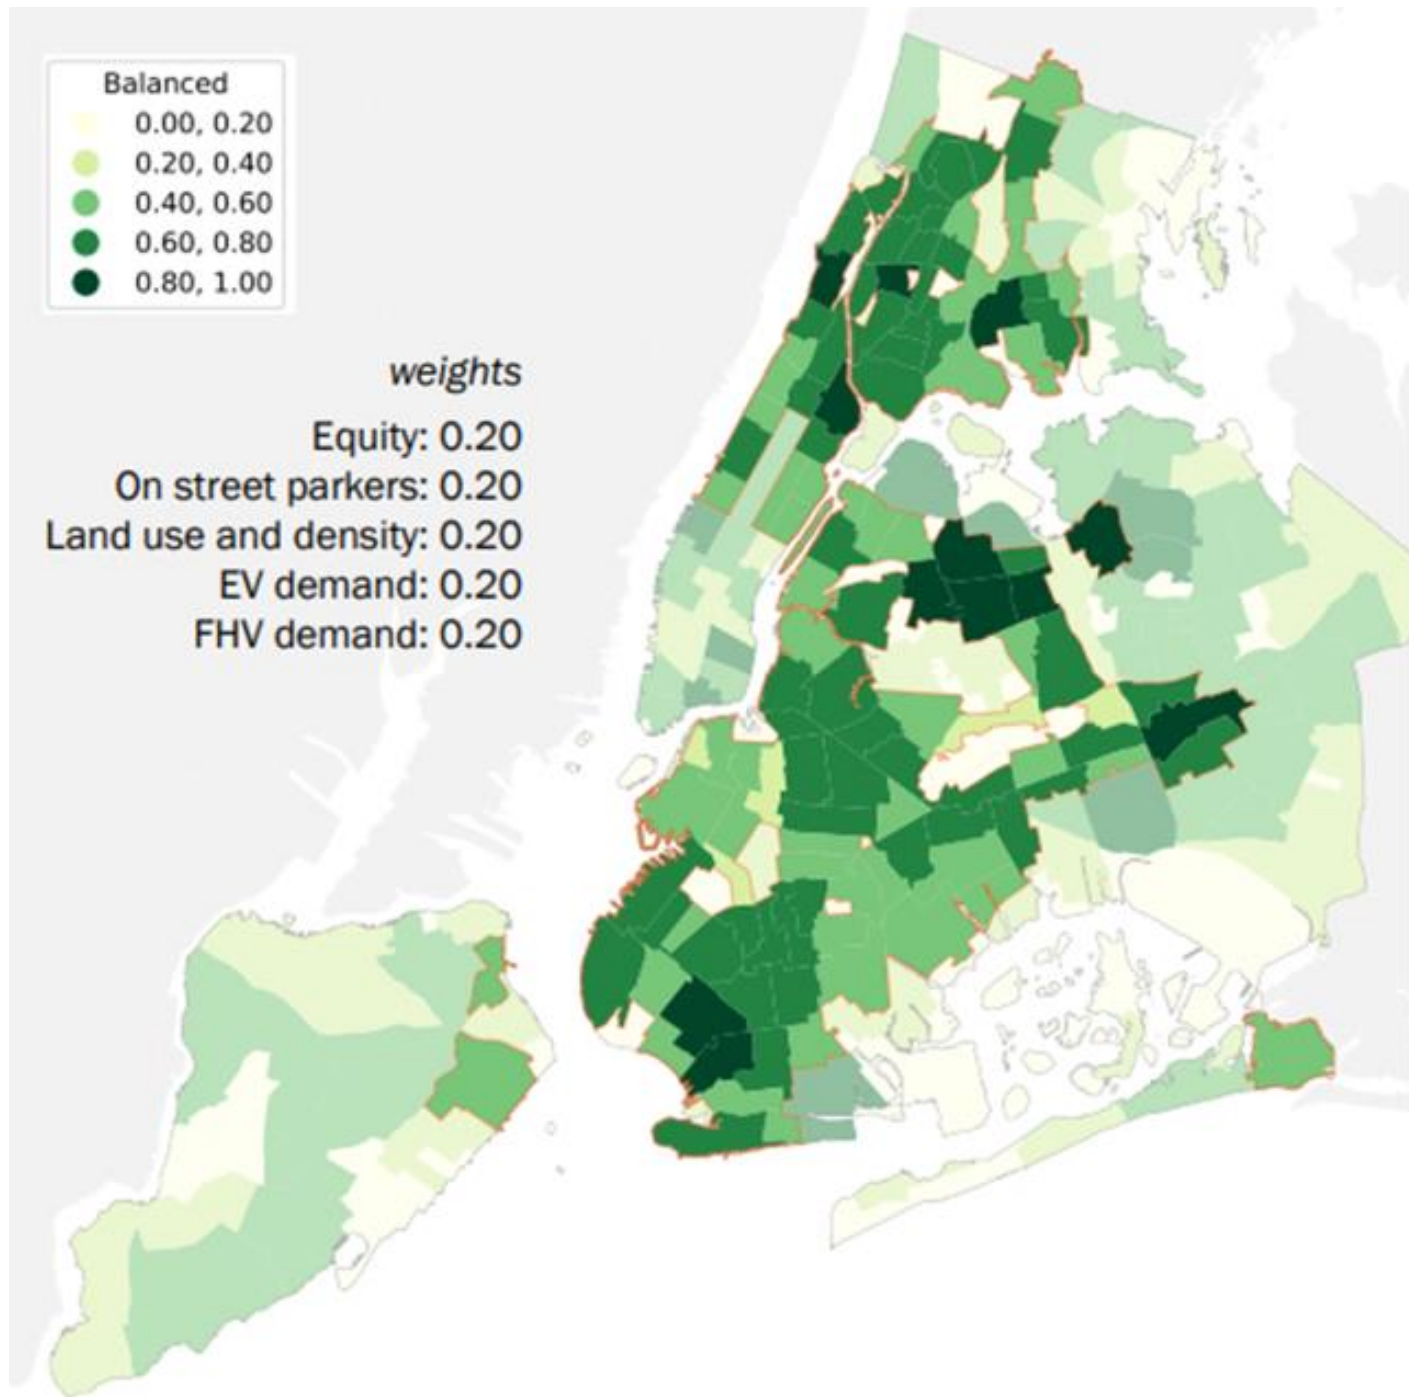 Balanced
0.00, 0.20
0.20, 0.40
0.40, 0.60
0.60, 0.80
0.80, 1.00
weights
Equity: 0.20
On street parkers: 0.20
Land use and density: 0.20
EV demand: 0.20
FHV demand: 0.20